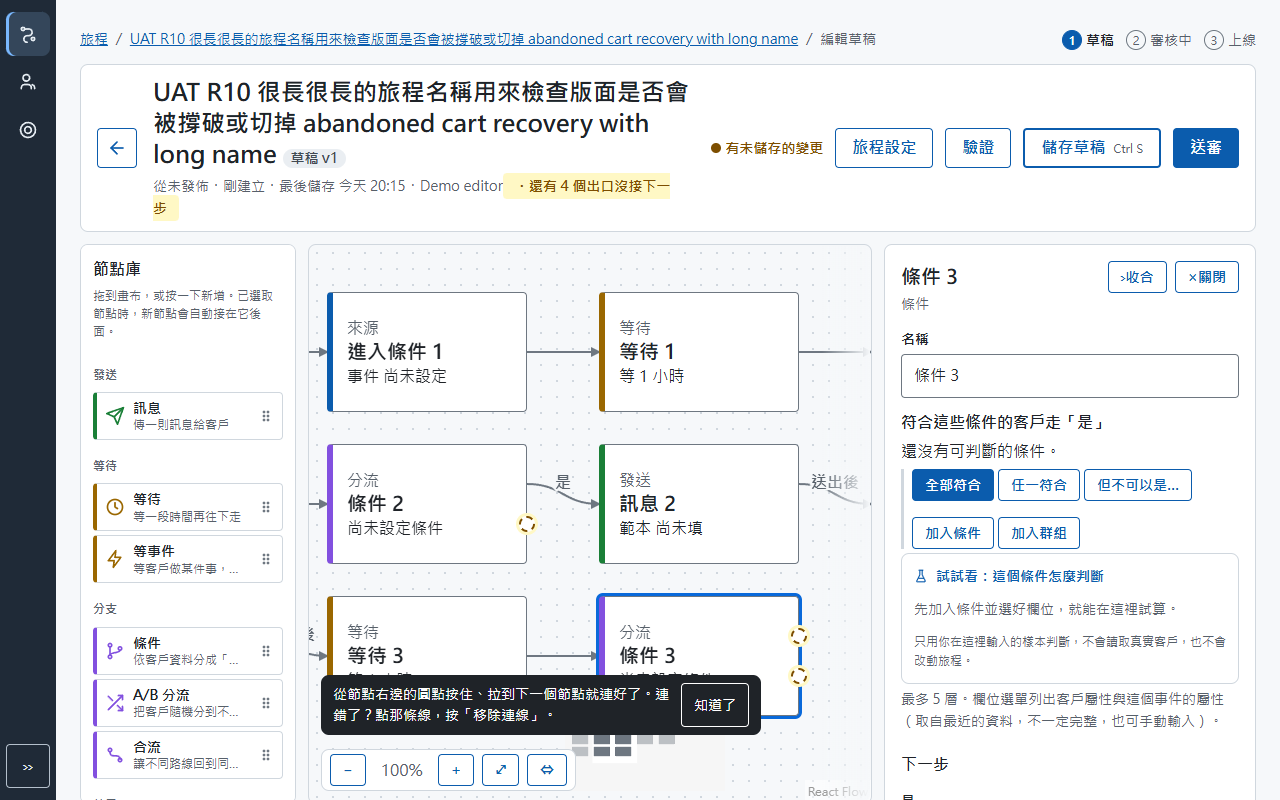 旅程 / UAT R10 很長很長的旅程名稱用來檢查版面是否會被撐破或切掉 abandoned cart recovery with long name / 編輯草稿
1 草稿 2 審核中 3 上線
UAT R10 很長很長的旅程名稱用來檢查版面是否會
被撐破或切掉 abandoned cart recovery with
long name 草稿 v1
從未發佈 · 剛建立 · 最後儲存 今天 20:15 · Demo editor · 還有 4 個出口沒接下一
步
有未儲存的變更
旅程設定
驗證
儲存草稿 Ctrl S
送審
節點庫
拖到畫布，或按一下新增。已選取
節點時，新節點會自動接在它後
面。
發送
訊息
傳一則訊息給客戶
等待
等待
等一段時間再往下走
等事件
等客戶做某件事，...
分支
條件
依客戶資料分成「...
A/B 分流
把客戶隨機分到不...
合流
讓不同路線回到同...
>>
來源
進入條件 1
事件 尚未設定
等待
等待 1
等 1 小時
分流
條件 2
尚未設定條件
是
發送
訊息 2
範本 尚未填
送出後
等待
等待 3
分流
條件 3
從節點右邊的圓點按住、拉到下一個節點就連好了。連
錯了？點那條線，按「移除連線」。
知道了
− 100% +
React Flow
條件 3
›收合
×關閉
條件
名稱
條件 3
符合這些條件的客戶走「是」
還沒有可判斷的條件。
全部符合
任一符合
但不可以是...
加入條件
加入群組
試試看：這個條件怎麼判斷
先加入條件並選好欄位，就能在這裡試算。
只用你在這裡輸入的樣本判斷，不會讀取真實客戶，也不會
改動旅程。
最多 5 層。欄位選單列出客戶屬性與這個事件的屬性
（取自最近的資料，不一定完整，也可手動輸入）。
下一步